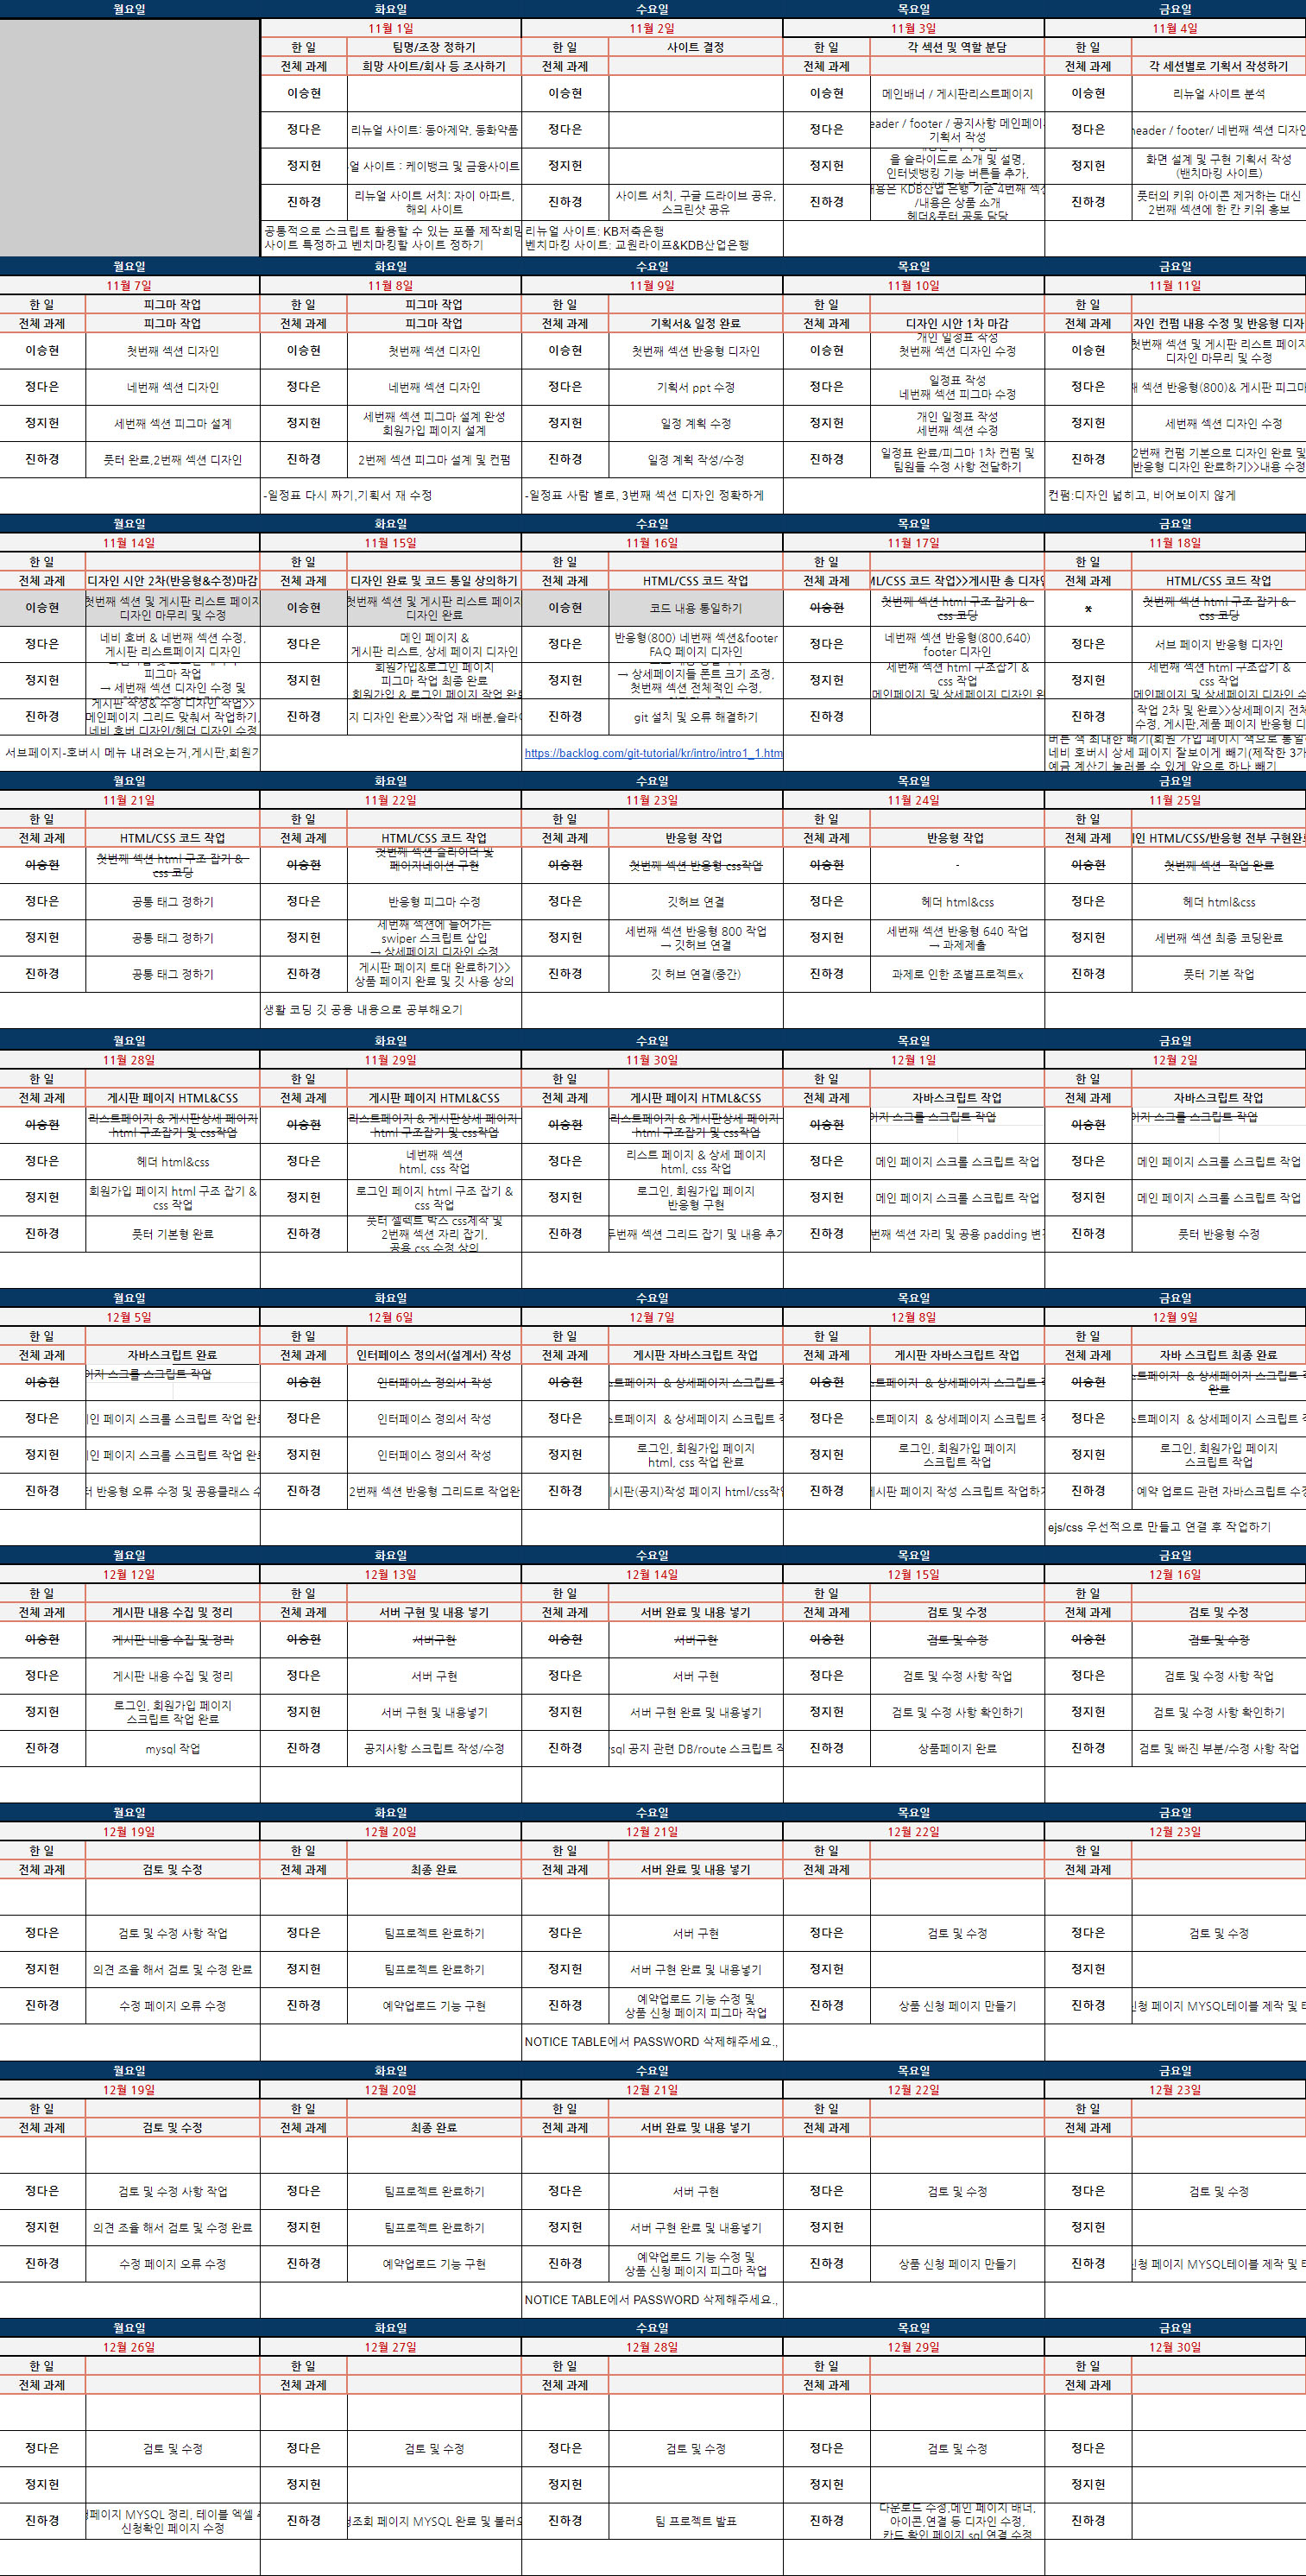 월요일 화요일 수요일 목요일 금요일
11월 1일 11월 2일 11월 3일 11월 4일
한 일 팀명/조장 정하기 한 일 사이트 결정 한 일 각 섹션 및 역할 분담 한 일
전체 과제 희망 사이트/회사 등 조사하기 전체 과제 전체 과제 전체 과제 각 세션별로 기획서 작성하기
이승현 이승현 이승현 메인배너 / 게시판리스트페이지 이승현 리뉴얼 사이트 분석
정다은 리뉴얼 사이트: 동아제약, 동화약품 정다은 정다은 / footer / 공지사항 메인페이지 기획서 작성 정다은 header / footer/ 네번째 섹션 디자인
정지현 사이트 : 케이뱅크 및 금융사이트 정지현 정지현 을 슬라이드로 소개 및 설명, 인터넷뱅킹 기능 버튼들 추가, 정지현 화면 설계 및 구현 기획서 작성 (벤치마킹 사이트)
진하경 리뉴얼 사이트 서치: 자이 아파트, 해외 사이트 진하경 사이트 서치, 구글 드라이브 공유, 스크린샷 공유 진하경 KDB산업 은행 기준 4번째 섹션 /내용은 상품 소개 헤더&풋터 공동 담당 진하경 풋터의 키위 아이콘 제거하는 대신 2번째 섹션에 한 칸 키위 홍보
공통적으로 스크립트 활용할 수 있는 포폴 제작희망 리뉴얼 사이트: KB저축은행
사이트 특정하고 벤치마킹할 사이트 정하기 벤치마킹 사이트: 교원라이프&KDB산업은행
월요일 화요일 수요일 목요일 금요일
11월 7일 11월 8일 11월 9일 11월 10일 11월 11일
한 일 피그마 작업 한 일 피그마 작업 한 일 한 일 한 일
전체 과제 피그마 작업 전체 과제 피그마 작업 전체 과제 기획서& 일정 완료 전체 과제 디자인 시안 1차 마감 전체 과제 컨펌 내용 수정 및 반응형
이승현 첫번째 섹션 디자인 이승현 첫번째 섹션 디자인 이승현 첫번째 섹션 반응형 디자인 이승현 개인 일정표 작성 첫번째 섹션 디자인 수정 이승현 첫번째 섹션 및 게시판 리스트 페이지 디자인 마무리 및 수정
정다은 네번째 섹션 디자인 정다은 네번째 섹션 디자인 정다은 기획서 ppt 수정 정다은 일정표 작성 네번째 섹션 피그마 수정 정다은 섹션 반응형(800)& 게시판 피그마
정지현 세번째 섹션 피그마 설계 정지현 세번째 섹션 피그마 설계 완성 회원가입 페이지 설계 정지현 일정 계획 수정 정지현 개인 일정표 작성 세번째 섹션 수정 정지현 세번째 섹션 디자인 수정
진하경 풋터 완료,2번째 섹션 디자인 진하경 2번께 섹션 피그마 설계 및 컨펌 진하경 일정 계획 작성/수정 진하경 일정표 완료/피그마 1차 컨펌 및 팀원들 수정 사항 전달하기 진하경 2번째 컨펌 기본으로 디자인 완료 및 반응형 디자인 완료하기>>내용 수정
-일정표 다시 짜기,기획서 재 수정 -일정표 사람 별로, 3번째 섹션 디자인 정확하게 컨펌:디자인 넓히고, 비어보이지 않게
월요일 화요일 수요일 목요일 금요일
11월 14일 11월 15일 11월 16일 11월 17일 11월 18일
한 일 한 일 한 일 한 일 한 일
전체 과제 디자인 시안 2차(반응형&수정)마감 전체 과제 디자인 완료 및 코드 통일 상의하기 전체 과제 HTML/CSS 코드 작업 전체 과제 코드 작업>>게시판 총 전체 과제 HTML/CSS 코드 작업
이승현 첫번째 섹션 및 게시판 리스트 페이지 디자인 마무리 및 수정 이승현 첫번째 섹션 및 게시판 리스트 페이지 디자인 완료 이승현 코드 내용 통일하기 이승현 첫번째 섹션 html 구조 잡기 & css 코딩 * 첫번째 섹션 html 구조 잡기 & css 코딩
정다은 네비 호버 & 네번째 섹션 수정, 게시판 리스트페이지 디자인 정다은 메인 페이지 & 게시판 리스트, 상세 페이지 디자인 정다은 반응형(800) 네번째 섹션&footer FAQ 페이지 디자인 정다은 네번째 섹션 반응형(800,640) footer 디자인 정다은 서브 페이지 반응형 디자인
정지현 피그마 작업 → 세번째 섹션 디자인 수정 및 정지현 회원가입&로그인 페이지 피그마 작업 최종 완료 회원가입 & 로그인 페이지 작업 정지현 → 상세페이지들 폰트 크기 조정, 첫번째 섹션 전체적인 수정, 정지현 세번째 섹션 html 구조잡기 & css 작업 메인페이지 및 상세페이지 디자인 정지현 세번째 섹션 html 구조잡기 & css 작업 메인페이지 및 상세페이지 디자인
진하경 게시판 작성& 수정 디자인 작업>> 메인페이지 그리드 맞춰서 작업하기, 네비 호버 디자인/헤더 디자인 수정 진하경 디자인 완료>>작업 재 배분, 진하경 git 설치 및 오류 해결하기 진하경 진하경 작업 2차 및 완료>>상세페이지 수정, 게시판,제품 페이지 반응형
서브페이지-호버시 메뉴 내려오는거,게시판, https://backlog.com/git-tutorial/kr/intro/intro1_1.htm 버튼 색 최대한 빼기(회원 가입 페이지 색으로
네비 호버시 상세 페이지 잘보이게 빼기(제작한
예금 계산기 눌러볼 수 있게 앞으로 하나 빼기
월요일 화요일 수요일 목요일 금요일
11월 21일 11월 22일 11월 23일 11월 24일 11월 25일
한 일 한 일 한 일 한 일 한 일
전체 과제 HTML/CSS 코드 작업 전체 과제 HTML/CSS 코드 작업 전체 과제 반응형 작업 전체 과제 반응형 작업 전체 과제 HTML/CSS/반응형 전부 구현완료
이승현 첫번째 섹션 html 구조 잡기 & css 코딩 이승현 첫번째 섹션 슬라이더 및 페이지네이션 구현 이승현 첫번째 섹션 반응형 css작업 이승현 - 이승현 첫번째 섹션 작업 완료
정다은 공통 태그 정하기 정다은 반응형 피그마 수정 정다은 깃허브 연결 정다은 헤더 html&css 정다은 헤더 html&css
정지현 공통 태그 정하기 정지현 세번째 섹션에 들어가는 swiper 스크립트 삽입 → 상세페이지 디자인 수정 정지현 세번째 섹션 반응형 800 작업 → 깃허브 연결 정지현 세번째 섹션 반응형 640 작업 → 과제제출 정지현 세번째 섹션 최종 코딩완료
진하경 공통 태그 정하기 진하경 게시판 페이지 토대 완료하기>> 상품 페이지 완료 및 깃 사용 상의 진하경 깃 허브 연결(중간) 진하경 과제로 인한 조별프로젝트x 진하경 풋터 기본 작업
생활 코딩 깃 공용 내용으로 공부해오기
월요일 화요일 수요일 목요일 금요일
11월 28일 11월 29일 11월 30일 12월 1일 12월 2일
한 일 한 일 한 일 한 일 한 일
전체 과제 게시판 페이지 HTML&CSS 전체 과제 게시판 페이지 HTML&CSS 전체 과제 게시판 페이지 HTML&CSS 전체 과제 자바스크립트 작업 전체 과제 자바스크립트 작업
이승현 리스트페이지 & 게시판상세 페이지 html 구조잡기 및 css작업 이승현 리스트페이지 & 게시판상세 페이지 html 구조잡기 및 css작업 이승현 리스트페이지 & 게시판상세 페이지 html 구조잡기 및 css작업 이승현 스크롤 스크립트 작업 이승현 스크롤 스크립트 작업
정다은 헤더 html&css 정다은 네번째 섹션 html, css 작업 정다은 리스트 페이지 & 상세 페이지 html, css 작업 정다은 메인 페이지 스크롤 스크립트 작업 정다은 메인 페이지 스크롤 스크립트 작업
정지현 회원가입 페이지 html 구조 잡기 & css 작업 정지현 로그인 페이지 html 구조 잡기 & css 작업 정지현 로그인, 회원가입 페이지 반응형 구현 정지현 메인 페이지 스크롤 스크립트 작업 정지현 메인 페이지 스크롤 스크립트 작업
진하경 풋터 기본형 완료 진하경 풋터 셀렉트 박스 css제작 및 2번째 섹션 자리 잡기, 공용 css 수정 상의 진하경 두번째 섹션 그리드 잡기 및 내용 추가 진하경 섹션 자리 및 공용 padding 진하경 풋터 반응형 수정
월요일 화요일 수요일 목요일 금요일
12월 5일 12월 6일 12월 7일 12월 8일 12월 9일
한 일 한 일 한 일 한 일 한 일
전체 과제 자바스크립트 완료 전체 과제 인터페이스 정의서(설계서) 작성 전체 과제 게시판 자바스크립트 작업 전체 과제 게시판 자바스크립트 작업 전체 과제 자바 스크립트 최종 완료
이승현 스크롤 스크립트 작업 이승현 인터페이스 정의서 작성 이승현 & 상세페이지 스크립트 이승현 & 상세페이지 스크립트 이승현 & 상세페이지 스크립트 완료
정다은 페이지 스크롤 스크립트 작업 정다은 인터페이스 정의서 작성 정다은 & 상세페이지 스크립트 정다은 & 상세페이지 스크립트 정다은 & 상세페이지 스크립트
정지현 페이지 스크롤 스크립트 작업 정지현 인터페이스 정의서 작성 정지현 로그인, 회원가입 페이지 html, css 작업 완료 정지현 로그인, 회원가입 페이지 스크립트 작업 정지현 로그인, 회원가입 페이지 스크립트 작업
진하경 반응형 오류 수정 및 공용클래스 진하경 2번째 섹션 반응형 그리드로 진하경 게시판(공지)작성 페이지 html/css작업 진하경 게시판 페이지 작성 스크립트 작업하기 진하경 예약 업로드 관련 자바스크립트 수정
ejs/css 우선적으로 만들고 연결 후 작업하기
월요일 화요일 수요일 목요일 금요일
12월 12일 12월 13일 12월 14일 12월 15일 12월 16일
한 일 한 일 한 일 한 일 한 일
전체 과제 게시판 내용 수집 및 정리 전체 과제 서버 구현 및 내용 넣기 전체 과제 서버 완료 및 내용 넣기 전체 과제 검토 및 수정 전체 과제 검토 및 수정
이승현 게시판 내용 수집 및 정리 이승현 서버구현 이승현 서버구현 이승현 검토 및 수정 이승현 검토 및 수정
정다은 게시판 내용 수집 및 정리 정다은 서버 구현 정다은 서버 구현 정다은 검토 및 수정 사항 작업 정다은 검토 및 수정 사항 작업
정지현 로그인, 회원가입 페이지 스크립트 작업 완료 정지현 서버 구현 및 내용넣기 정지현 서버 구현 완료 및 내용넣기 정지현 검토 및 수정 사항 확인하기 정지현 검토 및 수정 사항 확인하기
진하경 mysql 작업 진하경 공지사항 스크립트 작성/수정 진하경 공지 관련 DB/route 스크립트 진하경 상품페이지 완료 진하경 검토 및 빠진 부분/수정 사항 작업
월요일 화요일 수요일 목요일 금요일
12월 19일 12월 20일 12월 21일 12월 22일 12월 23일
한 일 한 일 한 일 한 일 한 일
전체 과제 검토 및 수정 전체 과제 최종 완료 전체 과제 서버 완료 및 내용 넣기 전체 과제 전체 과제
정다은 검토 및 수정 사항 작업 정다은 팀프로젝트 완료하기 정다은 서버 구현 정다은 검토 및 수정 정다은 검토 및 수정
정지현 의견 조율 해서 검토 및 수정 완료 정지현 팀프로젝트 완료하기 정지현 서버 구현 완료 및 내용넣기 정지현 정지현
진하경 수정 페이지 오류 수정 진하경 예약업로드 기능 구현 진하경 예약업로드 기능 수정 및 상품 신청 페이지 피그마 작업 진하경 상품 신청 페이지 만들기 진하경 신청 페이지 MYSQL테이블 제작 및
NOTICE TABLE에서 PASSWORD 삭제해주세요.,
월요일 화요일 수요일 목요일 금요일
12월 19일 12월 20일 12월 21일 12월 22일 12월 23일
한 일 한 일 한 일 한 일 한 일
전체 과제 검토 및 수정 전체 과제 최종 완료 전체 과제 서버 완료 및 내용 넣기 전체 과제 전체 과제
정다은 검토 및 수정 사항 작업 정다은 팀프로젝트 완료하기 정다은 서버 구현 정다은 검토 및 수정 정다은 검토 및 수정
정지현 의견 조율 해서 검토 및 수정 완료 정지현 팀프로젝트 완료하기 정지현 서버 구현 완료 및 내용넣기 정지현 정지현
진하경 수정 페이지 오류 수정 진하경 예약업로드 기능 구현 진하경 예약업로드 기능 수정 및 상품 신청 페이지 피그마 작업 진하경 상품 신청 페이지 만들기 진하경 신청 페이지 MYSQL테이블 제작 및
NOTICE TABLE에서 PASSWORD 삭제해주세요.,
월요일 화요일 수요일 목요일 금요일
12월 26일 12월 27일 12월 28일 12월 29일 12월 30일
한 일 한 일 한 일 한 일 한 일
전체 과제 전체 과제 전체 과제 전체 과제 전체 과제
정다은 검토 및 수정 정다은 검토 및 수정 정다은 검토 및 수정 정다은 검토 및 수정 정다은
정지현 정지현 정지현 정지현 정지현
진하경 MYSQL 정리, 테이블 엑셀 신청확인 페이지 수정 진하경 페이지 MYSQL 완료 및 진하경 팀 프로젝트 발표 진하경 다운로드 수정,메인 페이지 배너, 아이콘,연결 등 디자인 수정, 카드 확인 페이지 sql 연결 수정 진하경